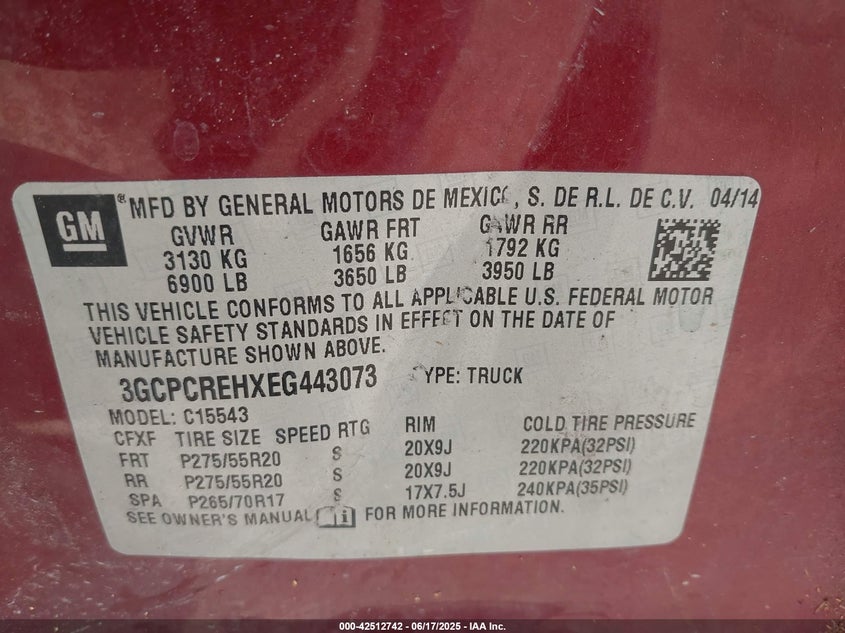 GM
® MFD BY GENERAL MOTORS DE MEXICO, S. DE R.L. DE C.V. 04/14
GVWR GAWR FRT GAWR RR
3130 KG 1656 KG 1792 KG
6900 LB 3650 LB 3950 LB
THIS VEHICLE CONFORMS TO ALL APPLICABLE U.S. FEDERAL MOTOR
VEHICLE SAFETY STANDARDS IN EFFECT ON THE DATE OF
MANUFACTURE SHOWN ABOVE.
3GCPCREHXEG443073 TYPE: TRUCK
MODEL: C15543
CFXF TIRE SIZE SPEED RTG RIM COLD TIRE PRESSURE
FRT P275/55R20 S 20X9J 220KPA(32PSI)
RR P275/55R20 S 20X9J 220KPA(32PSI)
SPA P265/70R17 S 17X7.5J 240KPA(35PSI)
SEE OWNER'S MANUAL i FOR MORE INFORMATION.
000-42512742 - 06/17/2025 - IAA Inc.